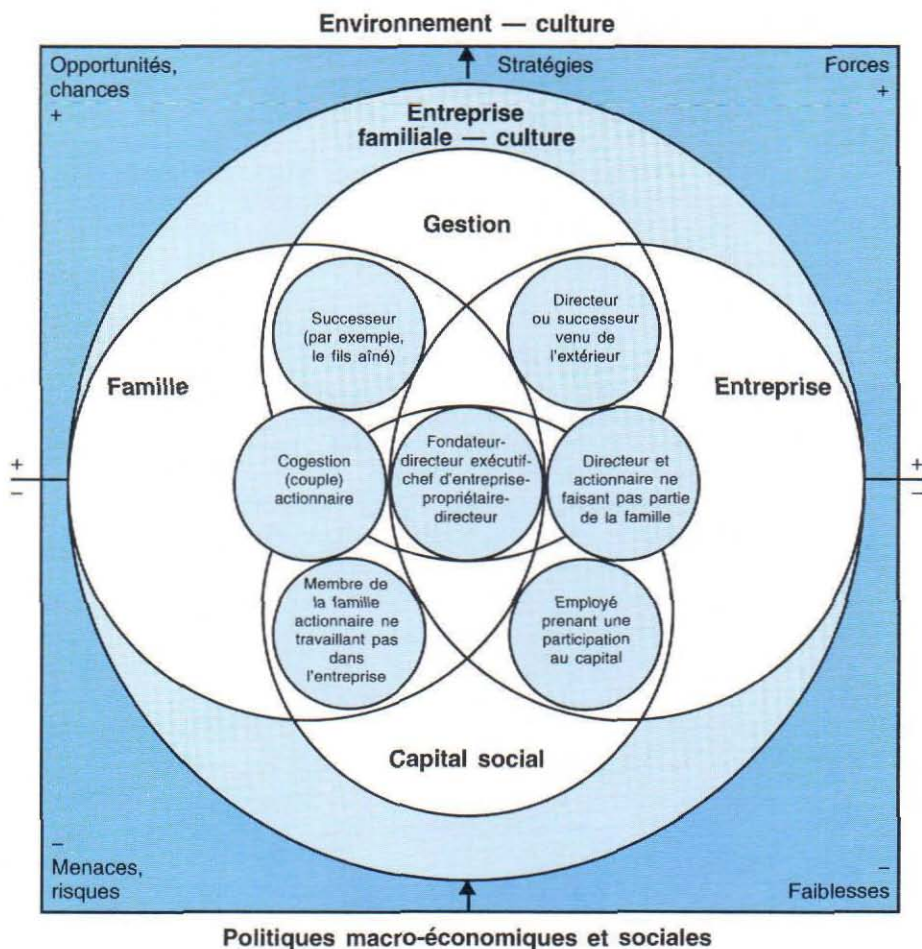 Environnement — culture
Opportunités,
chances
+
Stratégies
Forces
+
Entreprise
familiale — culture
Gestion
Successeur
(par exemple,
le fils aîné)
Directeur
ou successeur
venu de
l'extérieur
Famille
Entreprise
+
–
Cogestion
(couple)
actionnaire
Fondateur-
directeur exécutif-
chef d'entreprise-
propriétaire-
directeur
Directeur et
actionnaire ne
faisant pas partie
de la famille
+
–
Membre de
la famille
actionnaire ne
travaillant pas
dans
l'entreprise
Employé
prenant une
participation
au capital
Capital social
–
Menaces,
risques
–
Faiblesses
Politiques macro-économiques et sociales